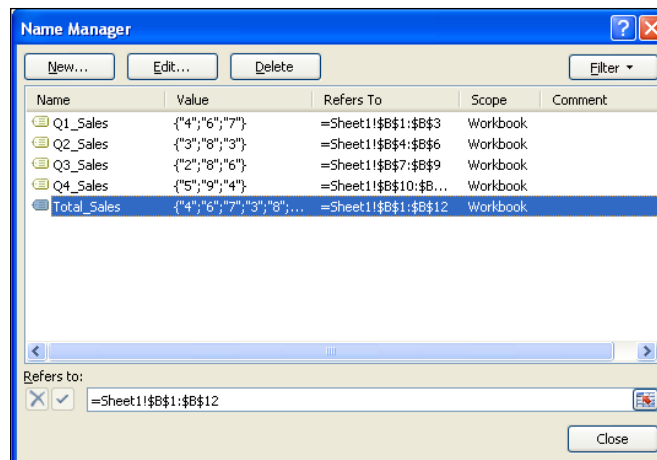 Name Manager
New... Edit... Delete Filter
Name Value Refers To Scope Comment
Q1_Sales {"4";"6";"7"} =Sheet1!$B$1:$B$3 Workbook
Q2_Sales {"3";"8";"3"} =Sheet1!$B$4:$B$6 Workbook
Q3_Sales {"2";"8";"6"} =Sheet1!$B$7:$B$9 Workbook
Q4_Sales {"5";"9";"4"} =Sheet1!$B$10:$B... Workbook
Total_Sales {"4";"6";"7";"3";"8";... =Sheet1!$B$1:$B$12 Workbook
Refers to:
=Sheet1!$B$1:$B$12
Close